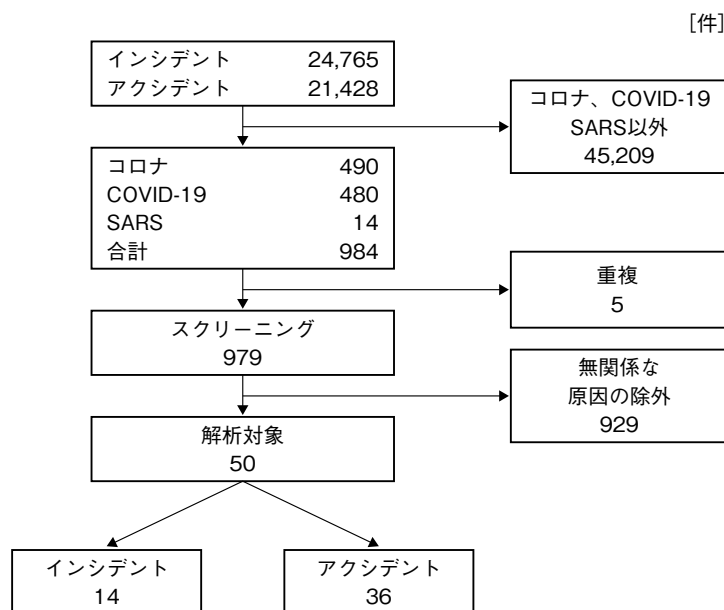 [件]
インシデント 24,765
アクシデント 21,428
コロナ、COVID-19
SARS以外
45,209
コロナ 490
COVID-19 480
SARS 14
合計 984
重複
5
スクリーニング
979
無関係な
原因の除外
929
解析対象
50
インシデント
14
アクシデント
36